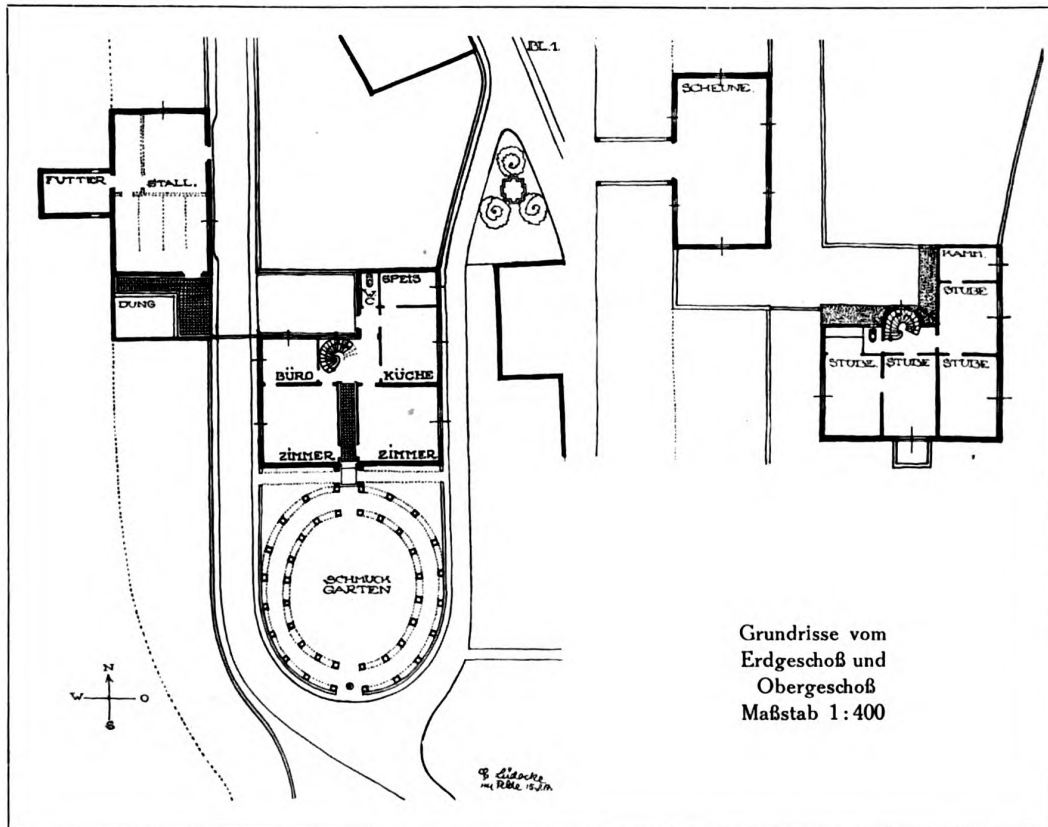 BL.1.
FUTTER
STALL.
DUNG
SPEIS
BÜRO
KÜCHE
ZIMMER
ZIMMER
SCHMUCK
GARTEN
N
W
O
S
SCHEUNE.
KAMM.
STUBE
STUBE.
STUBE
STUBE
Grundrisse vom
Erdgeschoß und
Obergeschoß
Maßstab 1:400
Lüdecke